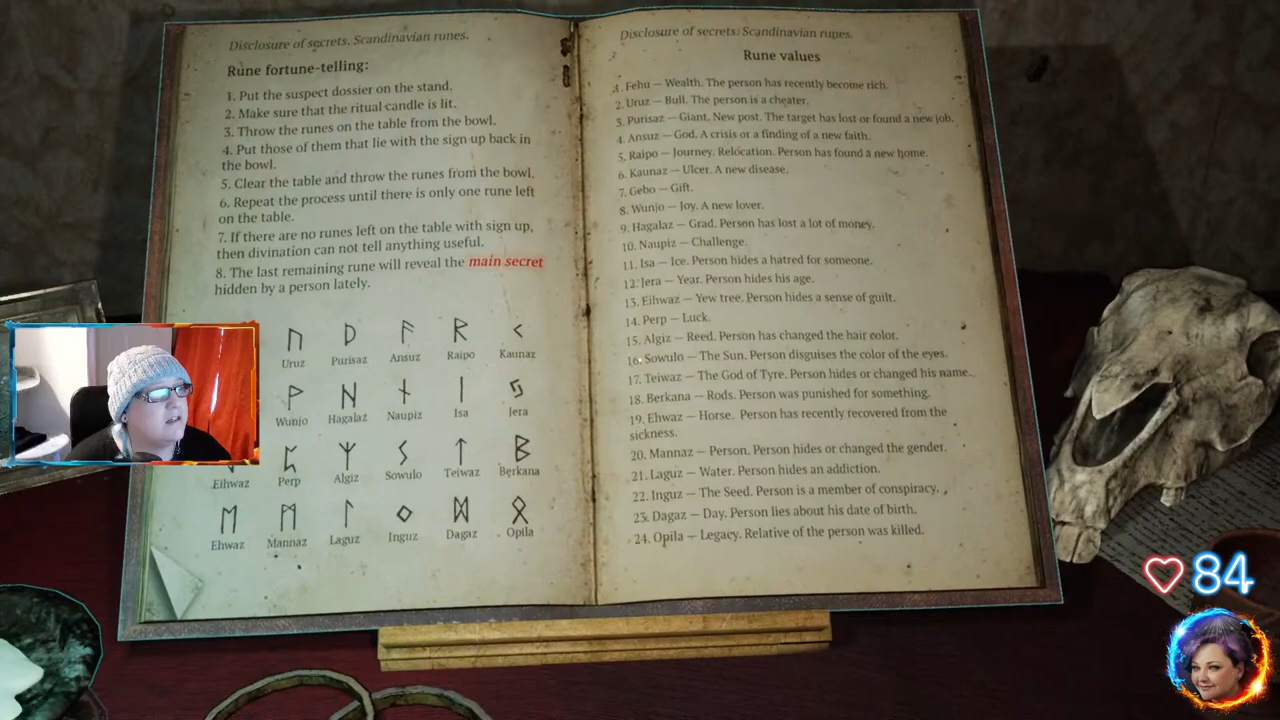 Disclosure of secrets. Scandinavian runes.
Rune fortune-telling:
1. Put the suspect dossier on the stand.
2. Make sure that the ritual candle is lit.
3. Throw the runes on the table from the bowl.
4. Put those of them that lie with the sign up back in
the bowl.
5. Clear the table and throw the runes from the bowl.
6. Repeat the process until there is only one rune left
on the table.
7. If there are no runes left on the table with sign up,
then divination can not tell anything useful.
8. The last remaining rune will reveal the main secret
hidden by a person lately.
Uruz Purisaz Ansuz Raipo Kaunaz
Wunjo Hagalaz Naupiz Isa Jera
Eihwaz Perp Algiz Sowulo Teiwaz Berkana
Ehwaz Mannaz Laguz Inguz Dagaz Opila
Disclosure of secrets. Scandinavian runes.
Rune values
1. Fehu — Wealth. The person has recently become rich.
2. Uruz — Bull. The person is a cheater.
3. Purisaz — Giant. New post. The target has lost or found a new job.
4. Ansuz — God. A crisis or a finding of a new faith.
5. Raipo — Journey. Relocation. Person has found a new home.
6. Kaunaz — Ulcer. A new disease.
7. Gebo — Gift.
8. Wunjo — Joy. A new lover.
9. Hagalaz — Grad. Person has lost a lot of money.
10. Naupiz — Challenge.
11. Isa — Ice. Person hides a hatred for someone.
12. Jera — Year. Person hides his age.
13. Eihwaz — Yew tree. Person hides a sense of guilt.
14. Perp — Luck.
15. Algiz — Reed. Person has changed the hair color.
16. Sowulo — The Sun. Person disguises the color of the eyes.
17. Teiwaz — The God of Tyre. Person hides or changed his name.
18. Berkana — Rods. Person was punished for something.
19. Ehwaz — Horse. Person has recently recovered from the
sickness.
20. Mannaz — Person. Person hides or changed the gender.
21. Laguz — Water. Person hides an addiction.
22. Inguz — The Seed. Person is a member of conspiracy.
23. Dagaz — Day. Person lies about his date of birth.
24. Opila — Legacy. Relative of the person was killed.
84